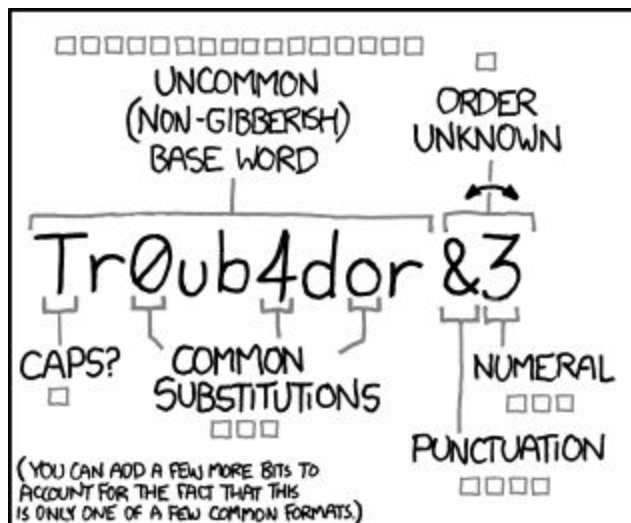 UNCOMMON
(NON-GIBBERISH)
BASE WORD
ORDER
UNKNOWN
Tr0ub4dor &3
CAPS?
COMMON
SUBSTITUTIONS
NUMERAL
PUNCTUATION
(YOU CAN ADD A FEW MORE BITS TO
ACCOUNT FOR THE FACT THAT THIS
IS ONLY ONE OF A FEW COMMON FORMATS.)